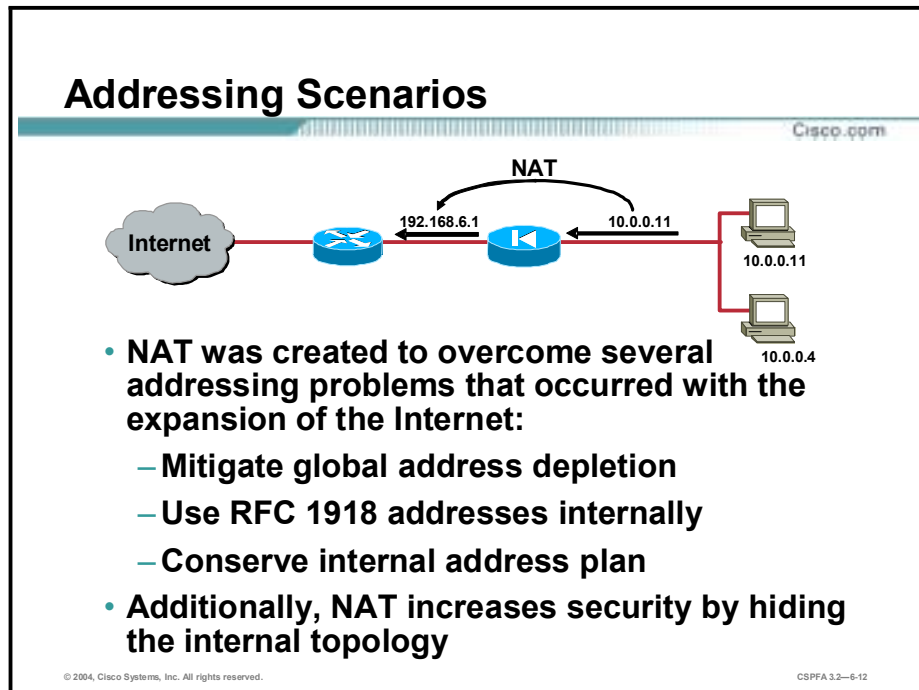 Addressing Scenarios
Cisco.com
NAT
192.168.6.1
10.0.0.11
Internet
10.0.0.11
10.0.0.4
• NAT was created to overcome several
addressing problems that occurred with the
expansion of the Internet:
– Mitigate global address depletion
– Use RFC 1918 addresses internally
– Conserve internal address plan
• Additionally, NAT increases security by hiding
the internal topology
© 2004, Cisco Systems, Inc. All rights reserved.
CSPFA 3.2—6-12